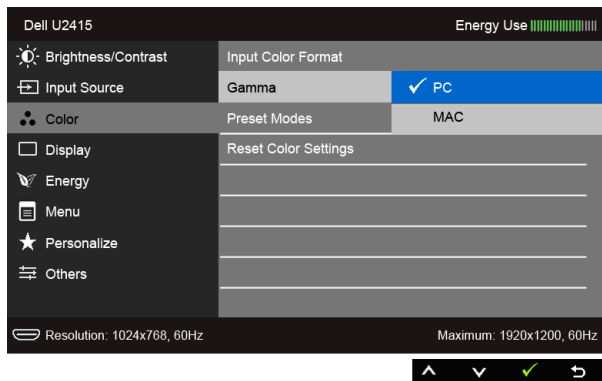 Dell U2415 Energy Use
Brightness/Contrast Input Color Format
Input Source Gamma PC
Color Preset Modes MAC
Display Reset Color Settings
Energy
Menu
Personalize
Others
Resolution: 1024x768, 60Hz Maximum: 1920x1200, 60Hz